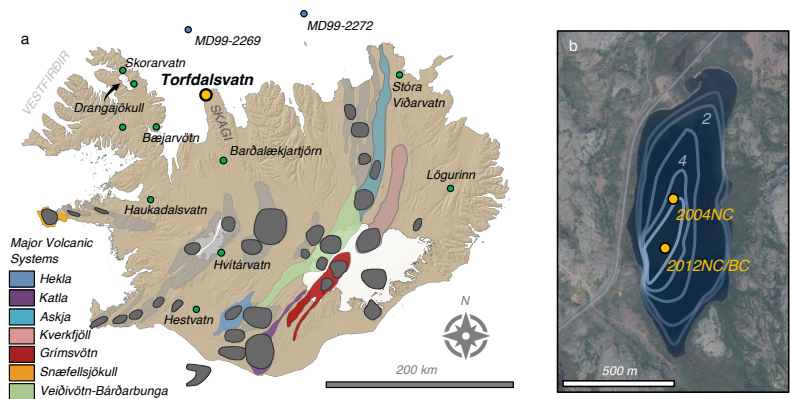 a
MD99-2269
MD99-2272
VESTFIRÐIR
Skorarvatn
Torfdalsvatn
Drangajökull
SKAGI
Stóra
Viðarvatn
Bæjarvötn
Barðalækjartjörn
Lögurinn
Haukadalsvatn
Hvítárvatn
Hestvatn
Major Volcanic
Systems
Hekla
Katla
Askja
Kverkfjöll
Grímsvötn
Snæfellsjökull
Veiðivötn-Bárðarbunga
N
200 km
b
2
4
2004NC
2012NC/BC
500 m